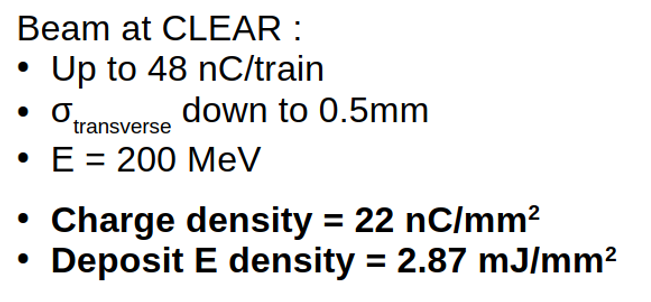 Beam at CLEAR :
• Up to 48 nC/train
• σtransverse down to 0.5mm
• E = 200 MeV
• Charge density = 22 nC/mm²
• Deposit E density = 2.87 mJ/mm²